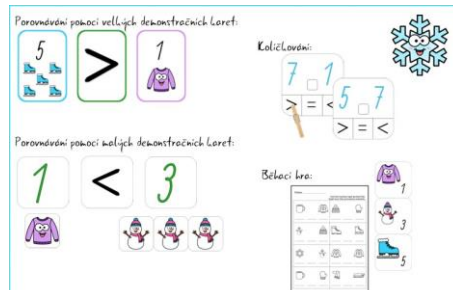 Porovnávání pomocí velkých demonstračních karet:
5 > 1
Količkování:
7 1
> = <
5 7
> = <
Porovnávání pomocí malých demonstračních karet:
1 < 3
Běhací hra:
1
3
5